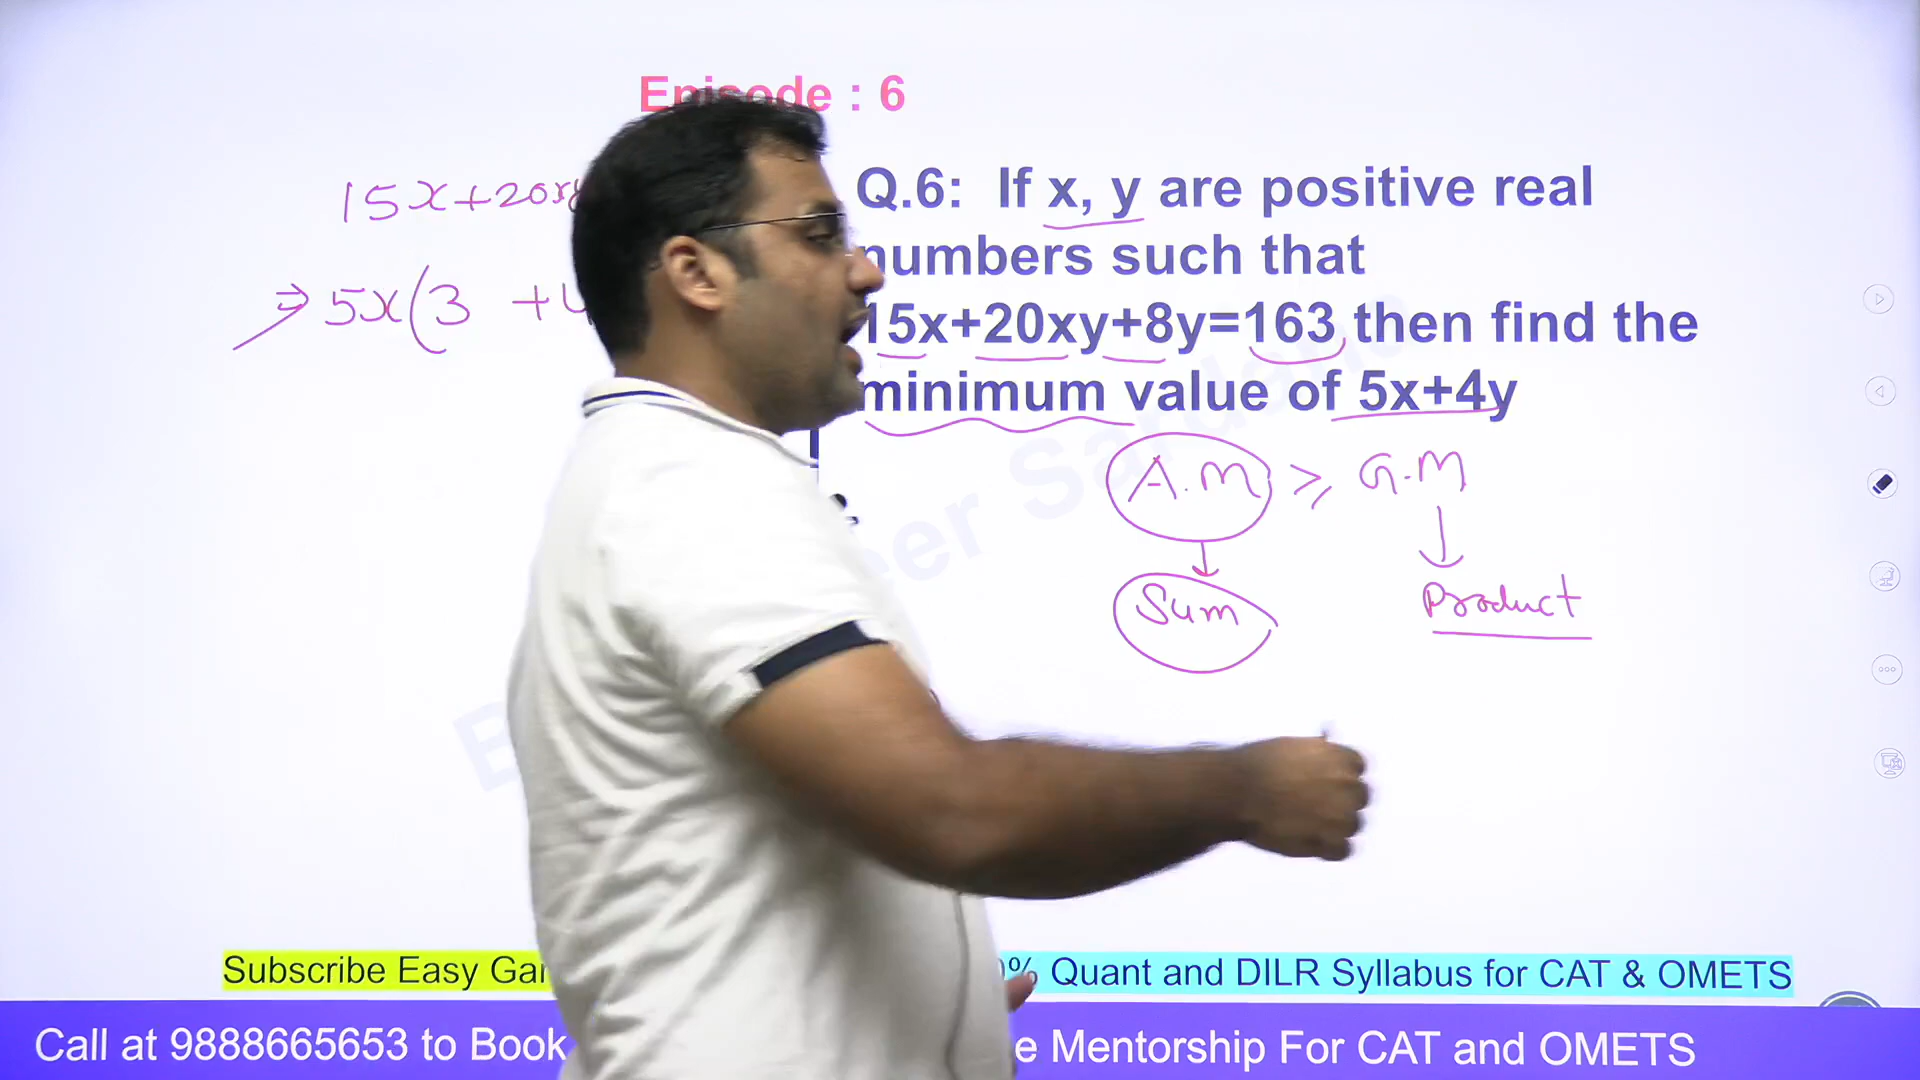 Episode : 6
15x+20xy
⇒ 5x(3 +4
Q.6: If x, y are positive real
numbers such that
15x+20xy+8y=163 then find the
minimum value of 5x+4y
A.M ≥ G.M
Sum
Product
Subscribe Easy
% Quant and DILR Syllabus for CAT & OMETS
Call at 9888665653 to Book
Mentorship For CAT and OMETS